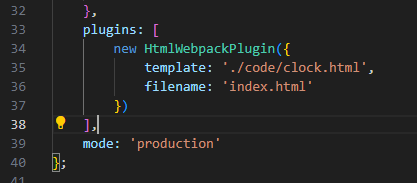 32 },
33 plugins: [
34 new HtmlWebpackPlugin({
35 template: './code/clock.html',
36 filename: 'index.html'
37 })
38 ],
39 mode: 'production'
40 };